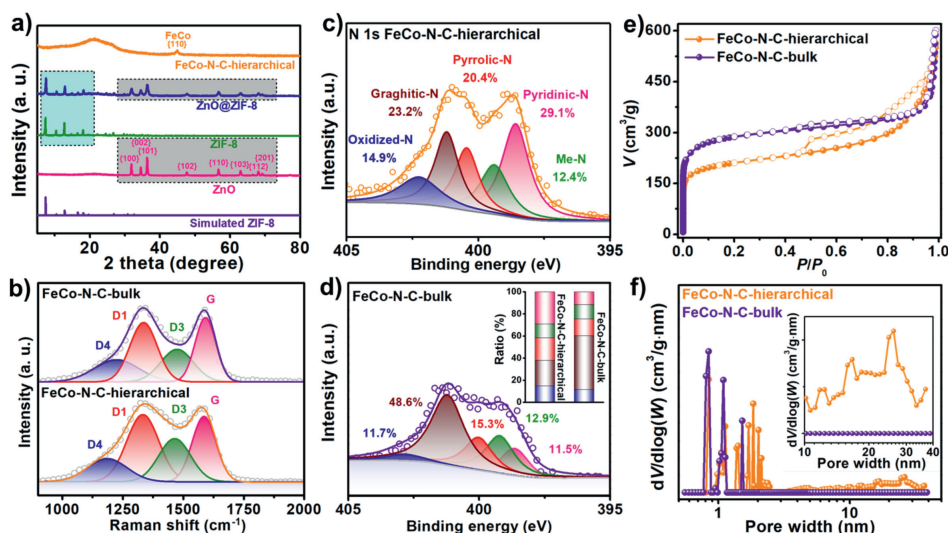 a)
Intensity (a. u.)
FeCo
(110)
FeCo-N-C-hierarchical
ZnO@ZIF-8
ZIF-8
(100)
(002)
(101)
(102)
(110)
(103)
(112)
(201)
ZnO
Simulated ZIF-8
20 40 60 80
2 theta (degree)
b)
Intensity (a. u.)
FeCo-N-C-bulk
D4
D1
D3
G
FeCo-N-C-hierarchical
D4
D1
D3
G
1000 1250 1500 1750 2000
Raman shift (cm-1)
c)
Intensity (a. u.)
N 1s FeCo-N-C-hierarchical
Oxidized-N
14.9%
Graghitic-N
23.2%
Pyrrolic-N
20.4%
Pyridinic-N
29.1%
Me-N
12.4%
405 400 395
Binding energy (eV)
d)
Intensity (a. u.)
FeCo-N-C-bulk
11.7%
48.6%
15.3%
12.9%
11.5%
Ratio (%)
100
80
60
40
20
0
FeCo-N-C-hierarchical
FeCo-N-C-bulk
405 400 395
Binding energy (eV)
e)
V (cm3/g)
600
450
300
150
0
FeCo-N-C-hierarchical
FeCo-N-C-bulk
0.0 0.2 0.4 0.6 0.8 1.0
P/P0
f)
dV/dlog(W) (cm3/g·nm)
FeCo-N-C-hierarchical
FeCo-N-C-bulk
dV/dlog(W) (cm3/g·nm)
10 20 30 40
Pore width (nm)
1 10
Pore width (nm)